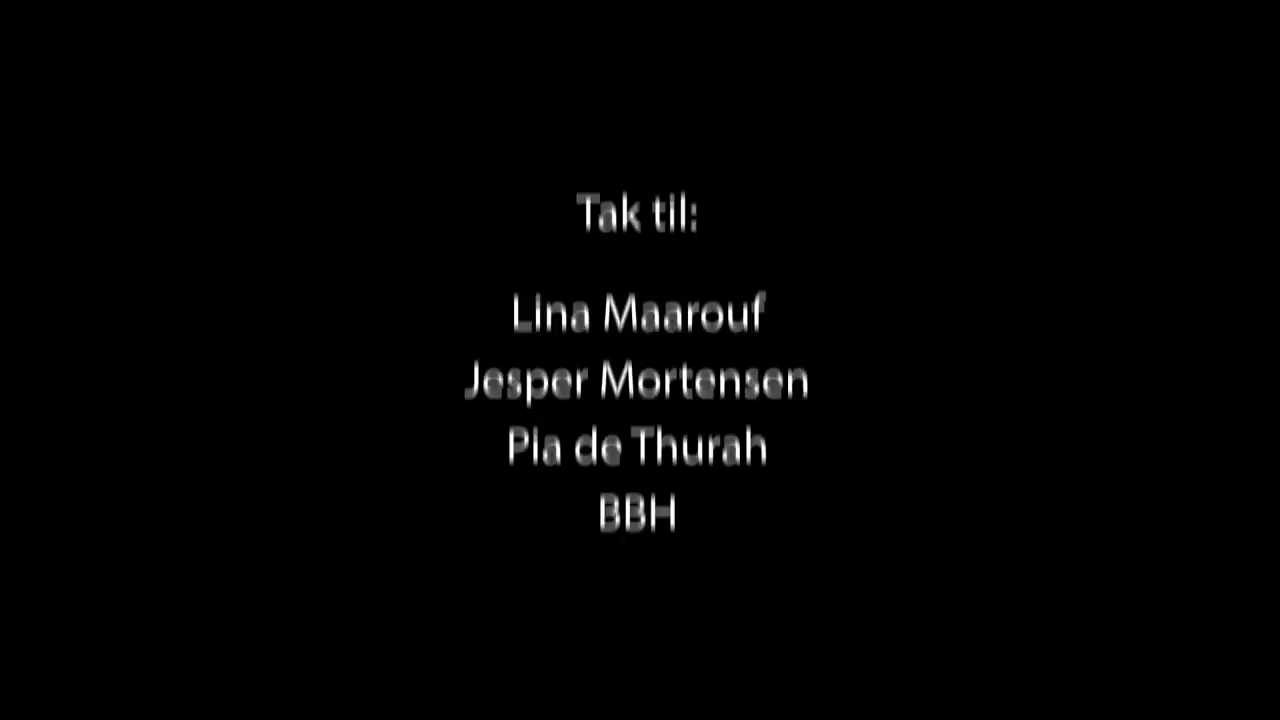 Tak til:
Lina Maarouf
Jesper Mortensen
Pia de Thurah
BBH